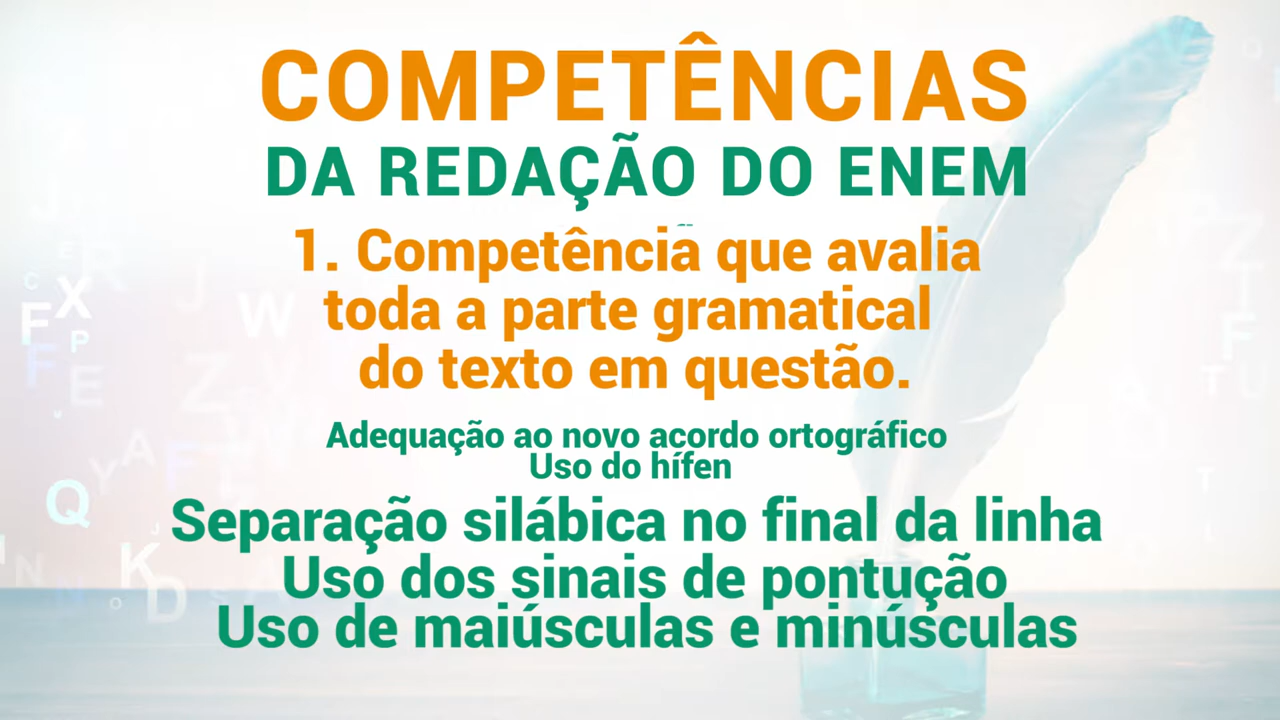 COMPETÊNCIAS
DA REDAÇÃO DO ENEM
1. Competência que avalia
toda a parte gramatical
do texto em questão.
Adequação ao novo acordo ortográfico
Uso do hífen
Separação silábica no final da linha
Uso dos sinais de pontução
Uso de maiúsculas e minúsculas